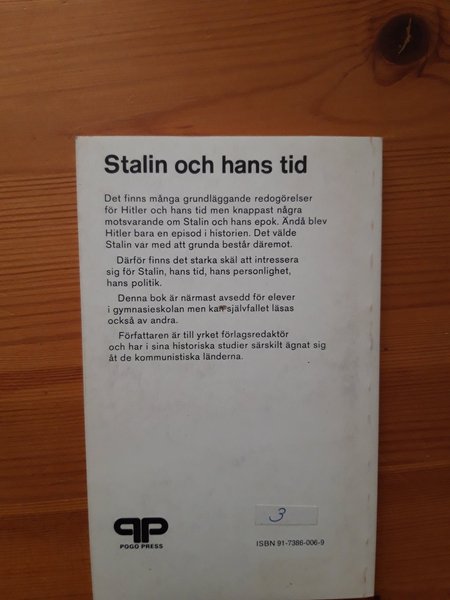 Stalin och hans tid
Det finns många grundläggande redogörelser
för Hitler och hans tid men knappast några
motsvarande om Stalin och hans epok. Ändå blev
Hitler bara en episod i historien. Det välde
Stalin var med att grunda består däremot.
Därför finns det starka skäl att intressera
sig för Stalin, hans tid, hans personlighet,
hans politik.
Denna bok är närmast avsedd för elever
i gymnasieskolan men kan självfallet läsas
också av andra.
Författaren är till yrket förlagsredaktör
och har i sina historiska studier särskilt ägnat sig
åt de kommunistiska länderna.
3
POGO PRESS
ISBN 91-7386-006-9